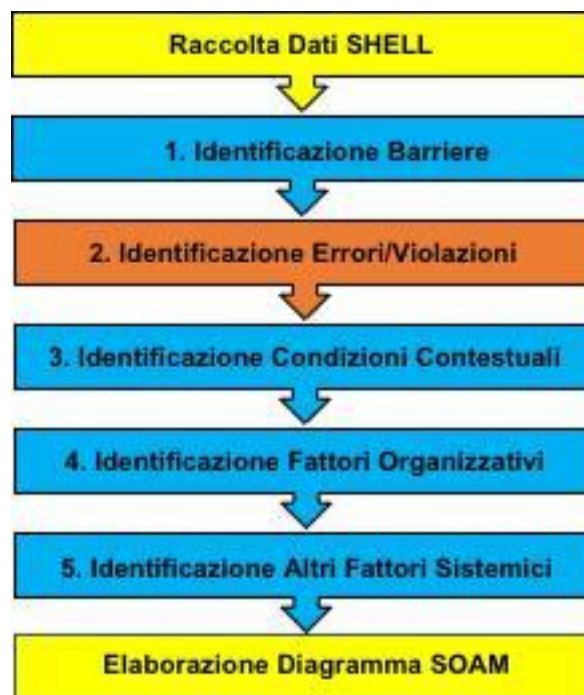 Raccolta Dati SHELL
1. Identificazione Barriere
2. Identificazione Errori/Violazioni
3. Identificazione Condizioni Contestuali
4. Identificazione Fattori Organizzativi
5. Identificazione Altri Fattori Sistemici
Elaborazione Diagramma SOAM